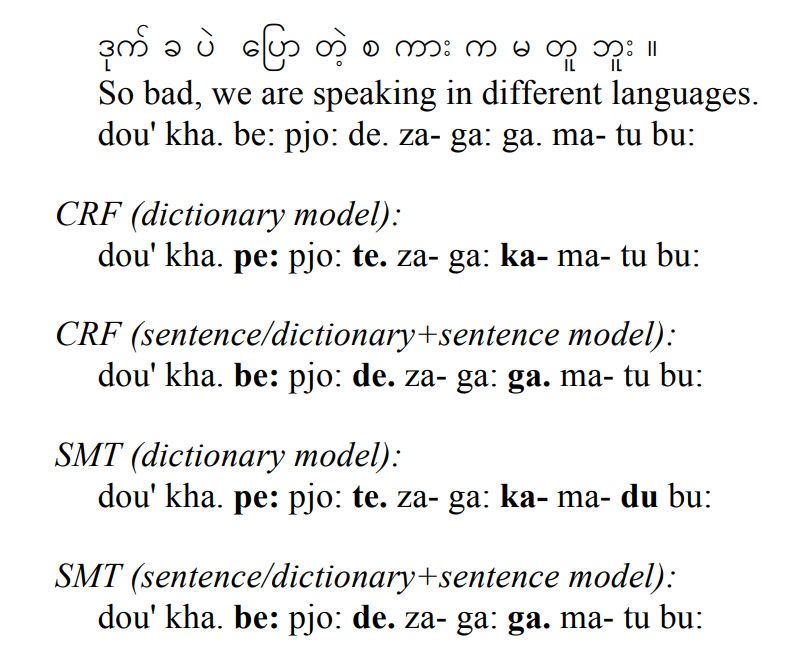 ဒုက် ခ ပဲ ပြော တဲ့ စ ကား က မ တူ ဘူး ။
So bad, we are speaking in different languages.
dou' kha. be: pjo: de. za- ga: ga. ma- tu bu:
CRF (dictionary model):
dou' kha. pe: pjo: te. za- ga: ka- ma- tu bu:
CRF (sentence/dictionary+sentence model):
dou' kha. be: pjo: de. za- ga: ga. ma- tu bu:
SMT (dictionary model):
dou' kha. pe: pjo: te. za- ga: ka- ma- du bu:
SMT (sentence/dictionary+sentence model):
dou' kha. be: pjo: de. za- ga: ga. ma- tu bu: